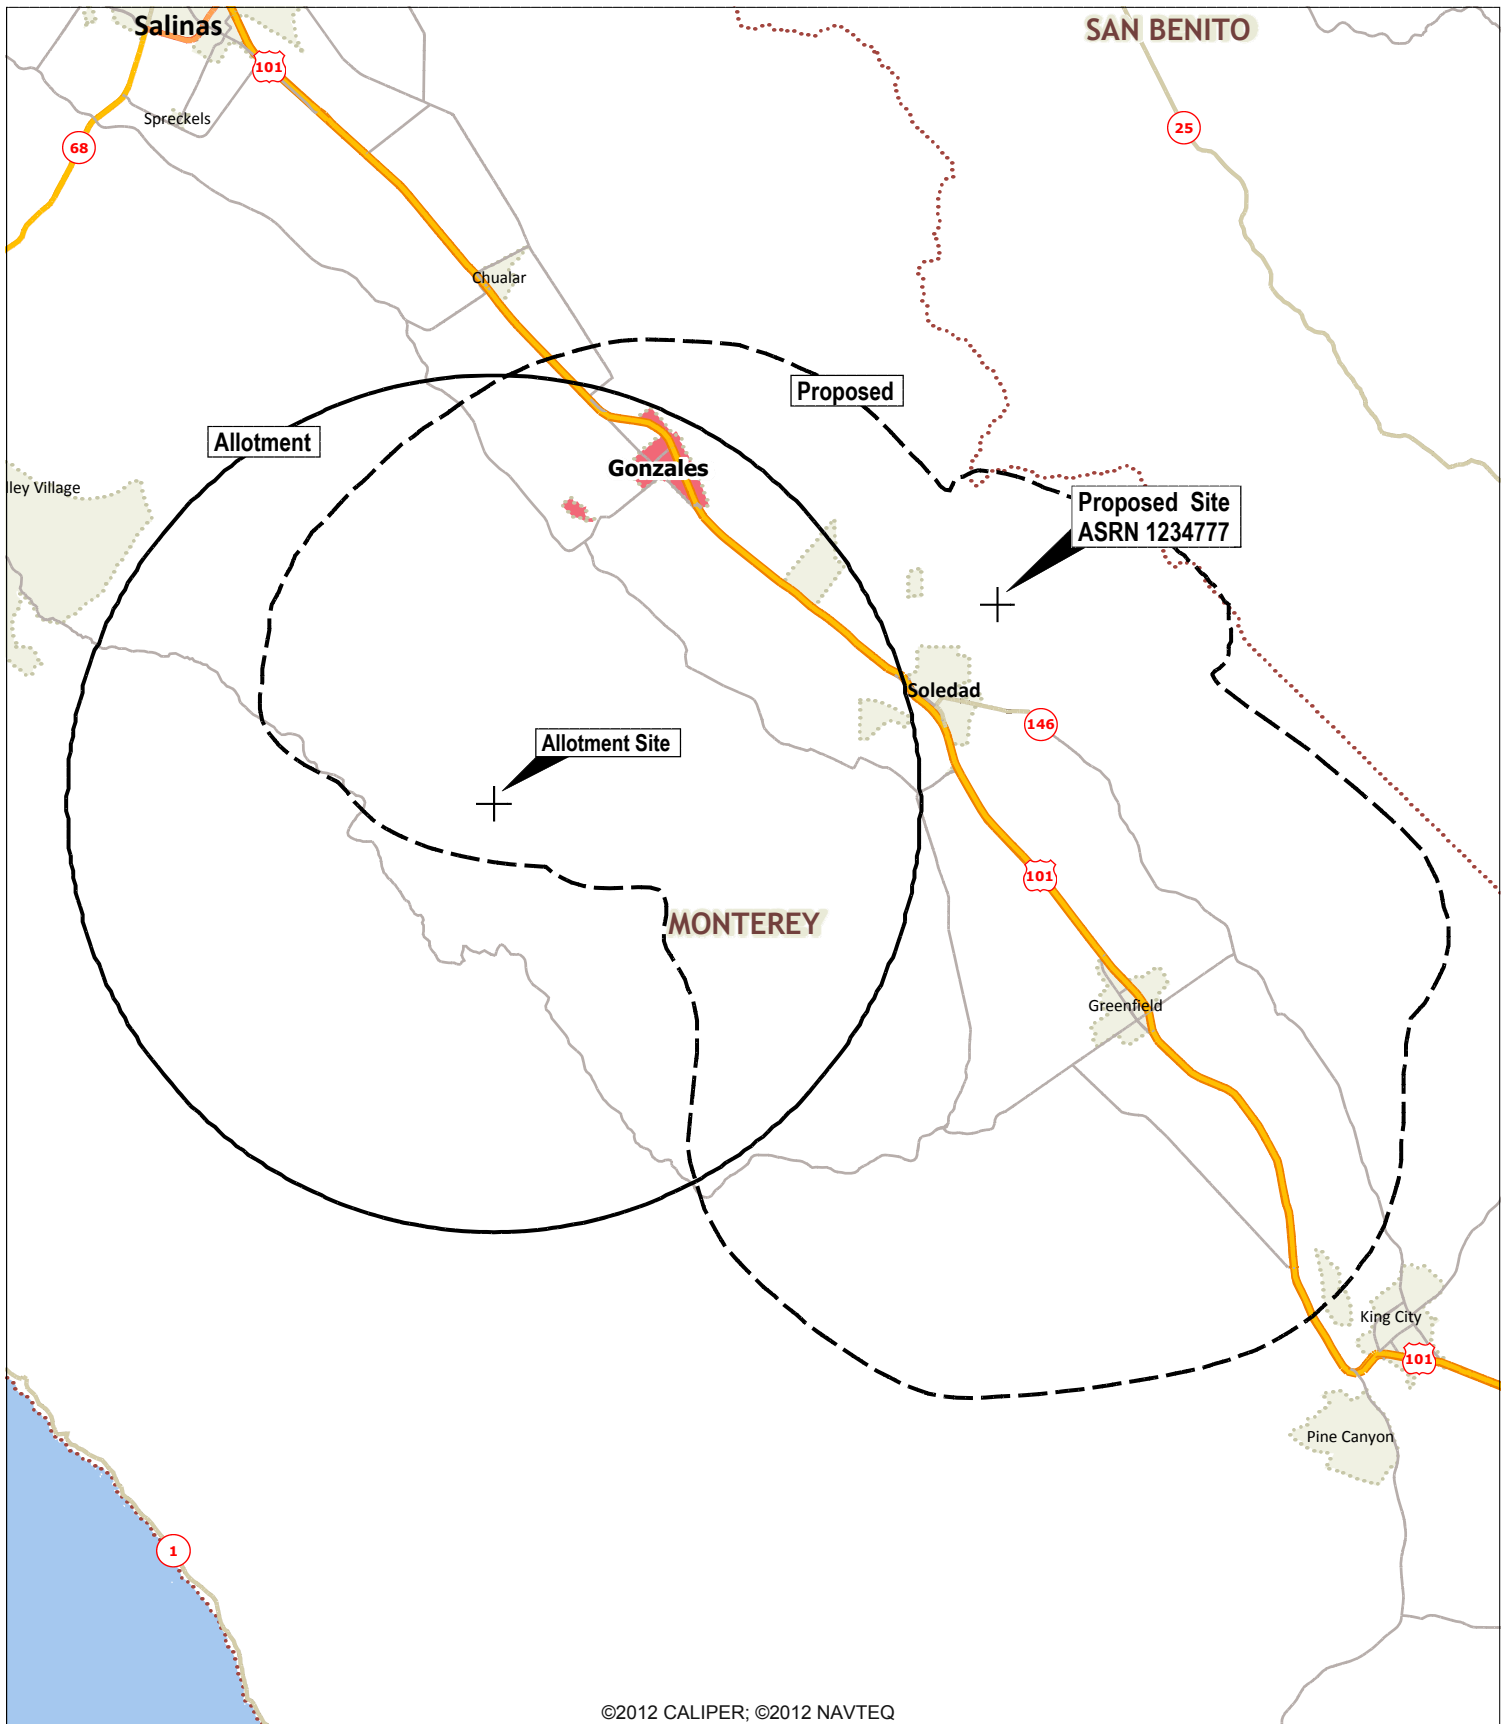 Salinas
SAN BENITO
101
Spreckels
25
68
Chualar
Proposed
Allotment
Gonzales
lley Village
Proposed Site
ASRN 1234777
Soledad
146
Allotment Site
101
MONTEREY
Greenfield
King City
101
Pine Canyon
1
©2012 CALIPER; ©2012 NAVTEQ